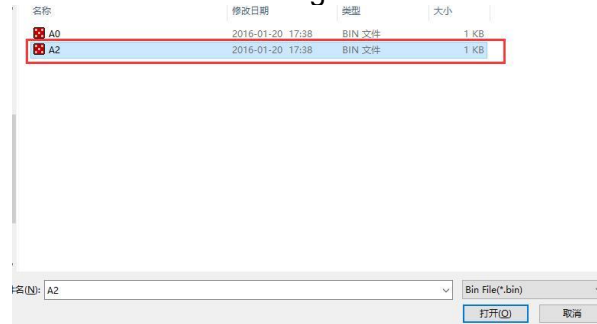 名称 修改日期 类型 大小
A0 2016-01-20 17:38 BIN 文件 1 KB
A2 2016-01-20 17:38 BIN 文件 1 KB
名(N): A2 Bin File(*.bin)
打开(O) 取消